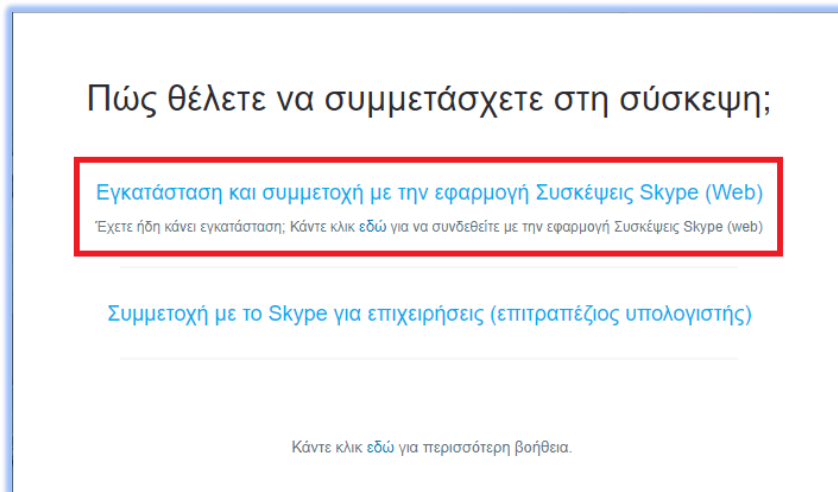 Πώς θέλετε να συμμετάσχετε στη σύσκεψη;
Εγκατάσταση και συμμετοχή με την εφαρμογή Συσκέψεις Skype (Web)
Έχετε ήδη κάνει εγκατάσταση; Κάντε κλικ εδώ για να συνδεθείτε με την εφαρμογή Συσκέψεις Skype (web)
Συμμετοχή με το Skype για επιχειρήσεις (επιτραπέζιος υπολογιστής)
Κάντε κλικ εδώ για περισσότερη βοήθεια.